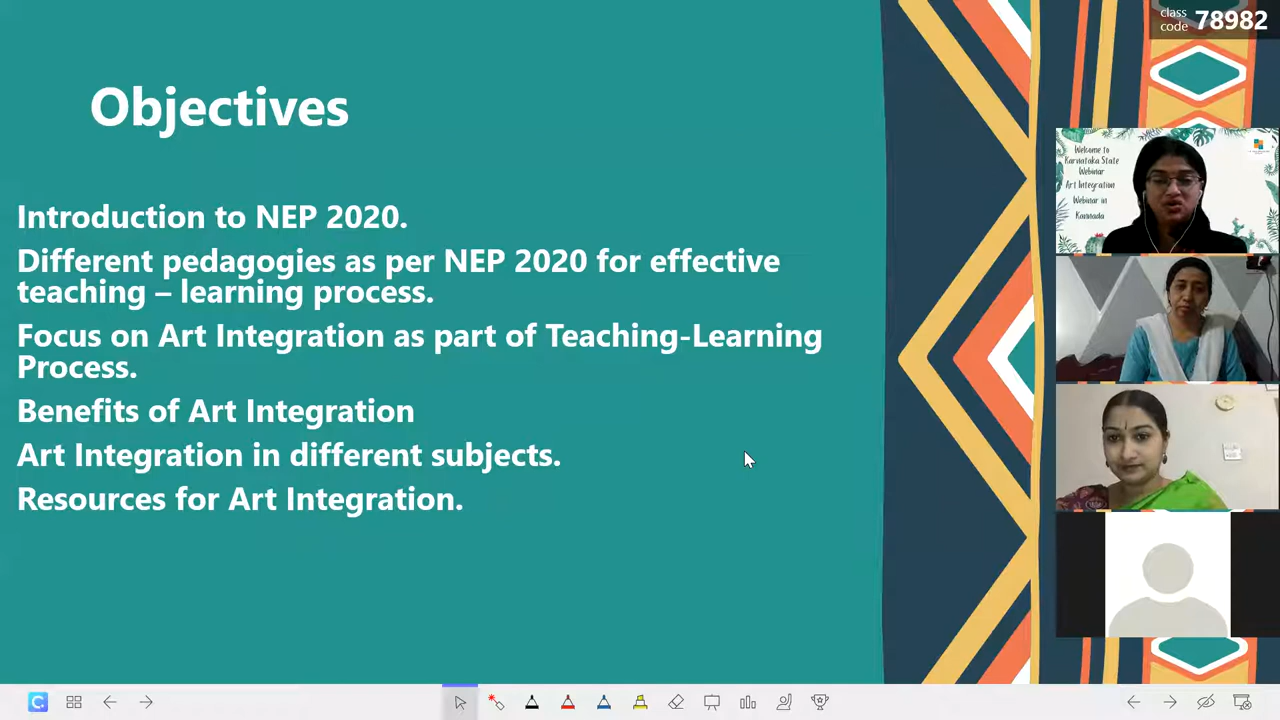 class
code 78982
Objectives
Introduction to NEP 2020.
Different pedagogies as per NEP 2020 for effective
teaching – learning process.
Focus on Art Integration as part of Teaching-Learning
Process.
Benefits of Art Integration
Art Integration in different subjects.
Resources for Art Integration.
Welcome to
Karnataka State
Webinar
Art Integration
Webinar in
Kannada